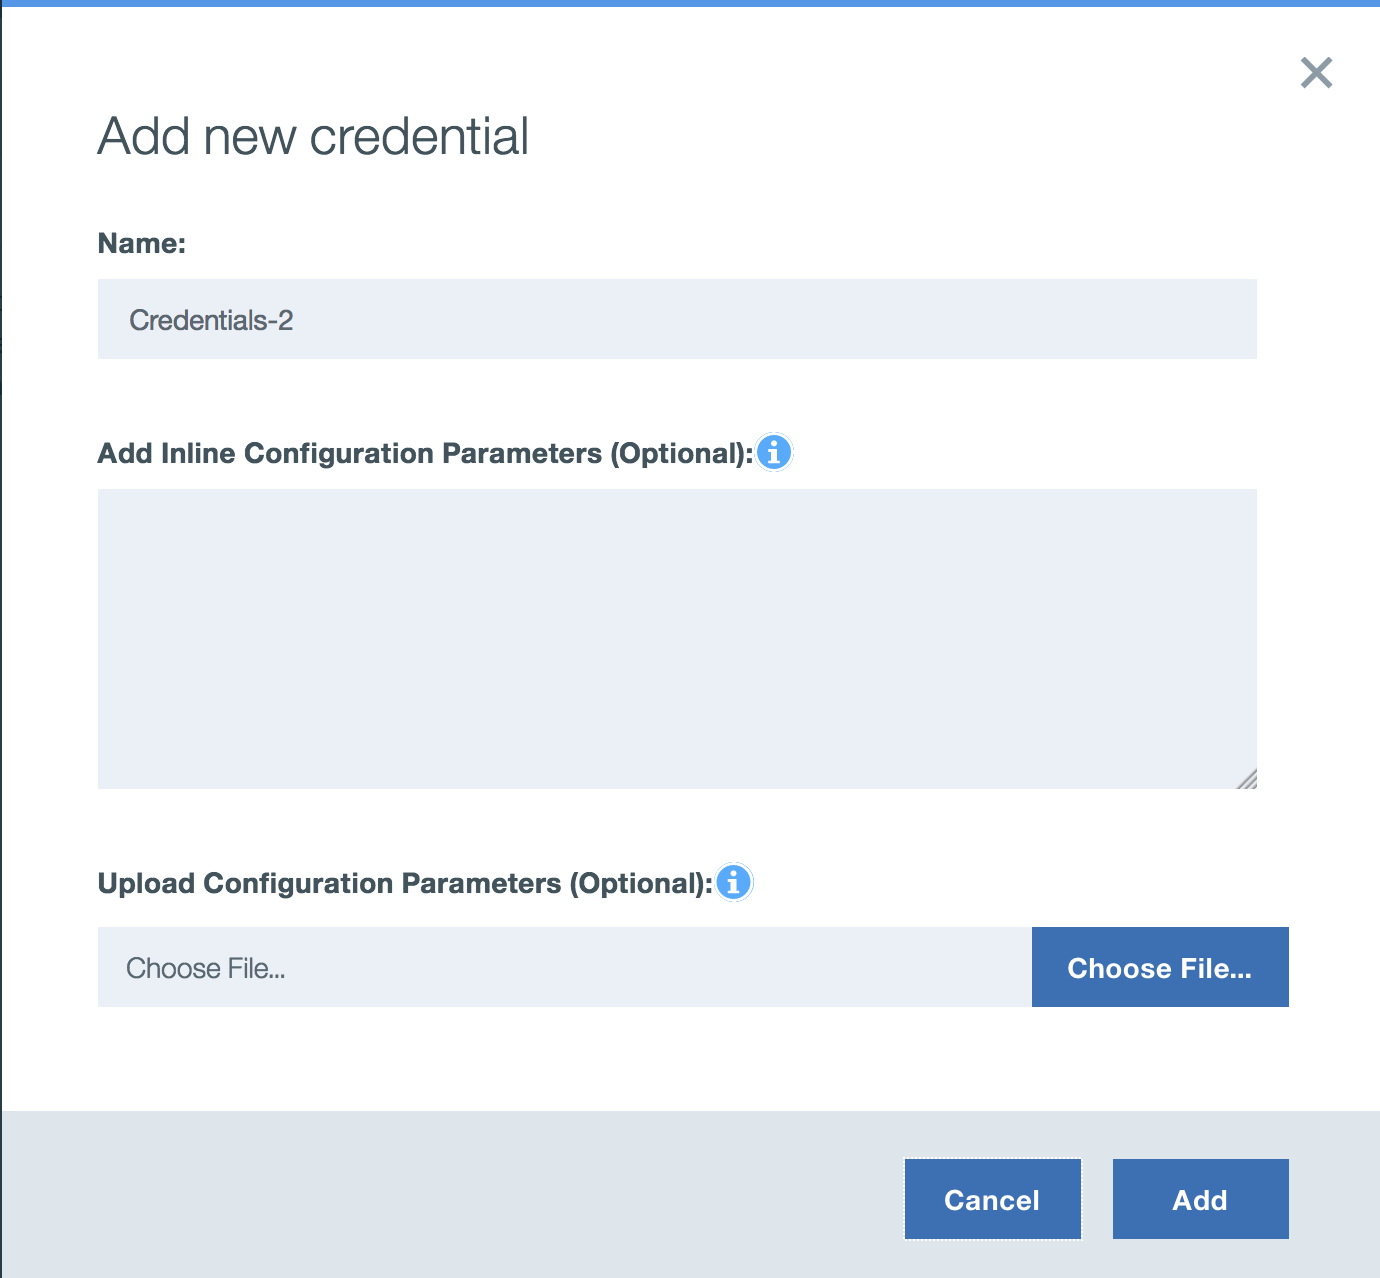 Add new credential
Name:
Credentials-2
Add Inline Configuration Parameters (Optional):
Upload Configuration Parameters (Optional):
Choose File... Choose File...
Cancel Add